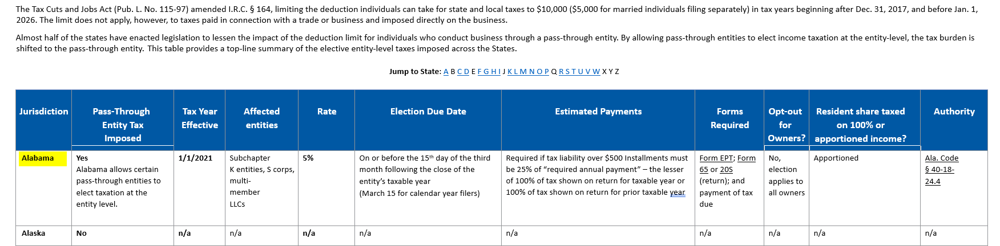 The Tax Cuts and Jobs Act (Pub. L. No. 115-97) amended I.R.C. § 164, limiting the deduction individuals can take for state and local taxes to $10,000 ($5,000 for married individuals filing separately) in tax years beginning after Dec. 31, 2017, and before Jan. 1,
2026. The limit does not apply, however, to taxes paid in connection with a trade or business and imposed directly on the business.
Almost half of the states have enacted legislation to lessen the impact of the deduction limit for individuals who conduct business through a pass-through entity. By allowing pass-through entities to elect income taxation at the entity-level, the tax burden is
shifted to the pass-through entity. This table provides a top-line summary of the elective entity-level taxes imposed across the States.
Jump to State: A B C D E F G H I J K L M N O P Q R S T U V W X Y Z
Jurisdiction
Pass-Through
Entity Tax
Imposed
Tax Year
Effective
Affected
entities
Rate
Election Due Date
Estimated Payments
Forms
Required
Opt-out
for
Owners?
Resident share taxed
on 100% or
apportioned income?
Authority
Alabama
Yes
Alabama allows certain
pass-through entities to
elect taxation at the
entity level.
1/1/2021
Subchapter
K entities, S corps,
multi-
member
LLCs
5%
On or before the 15th day of the third
month following the close of the
entity's taxable year
(March 15 for calendar year filers)
Required if tax liability over $500 Installments must
be 25% of “required annual payment” – the lesser
of 100% of tax shown on return for taxable year or
100% of tax shown on return for prior taxable year
Form EPT; Form
65 or 20S
(return); and
payment of tax
due
No,
election
applies to
all owners
Apportioned
Ala. Code
§ 40-18-
24.4
Alaska
No
n/a
n/a
n/a
n/a
n/a
n/a
n/a
n/a
n/a